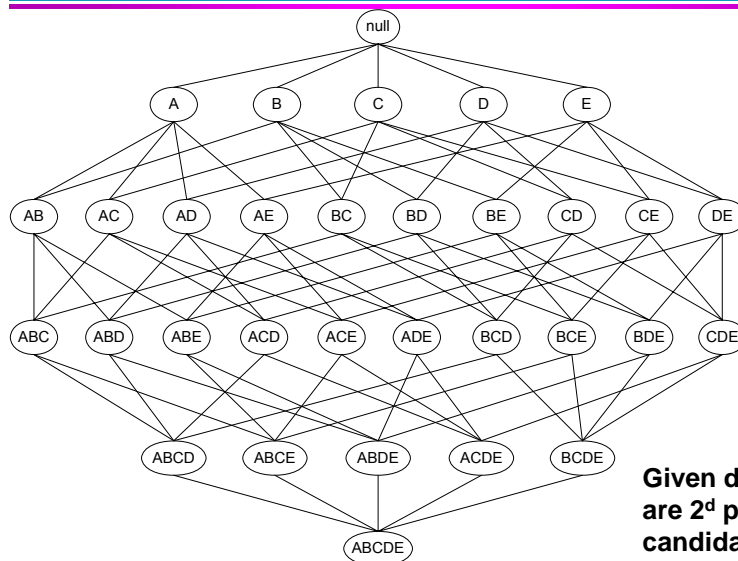 null
A B C D E
AB AC AD AE BC BD BE CD CE DE
ABC ABD ABE ACD ACE ADE BCD BCE BDE CDE
ABCD ABCE ABDE ACDE BCDE
ABCDE
Given d
are 2ᵈ p
candida